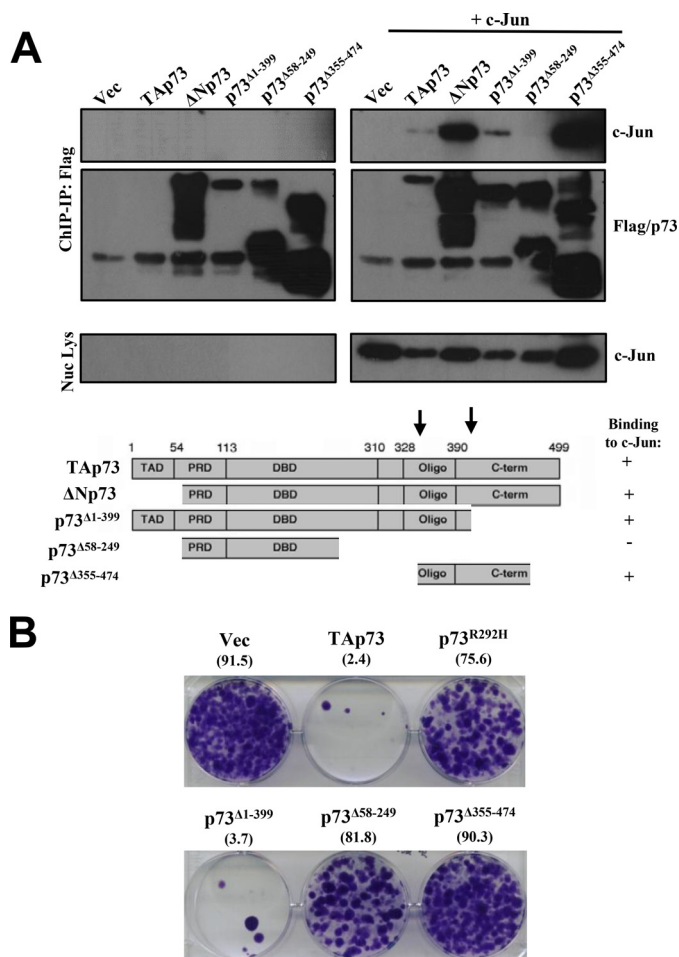 A
+ c-Jun
Vec TAp73 ΔNp73 p73Δ1-399 p73Δ58-249 p73Δ355-474
Vec TAp73 ΔNp73 p73Δ1-399 p73Δ58-249 p73Δ355-474
ChIP-IP: Flag
c-Jun
Flag/p73
Nuc Lys
c-Jun
Binding to c-Jun:
1 54 113 310 328 390 499
TAp73 TAD PRD DBD Oligo C-term +
ΔNp73 PRD DBD Oligo C-term +
p73Δ1-399 TAD PRD DBD Oligo +
p73Δ58-249 PRD DBD -
p73Δ355-474 Oligo C-term +
B
Vec TAp73 p73R292H
(91.5) (2.4) (75.6)
p73Δ1-399 p73Δ58-249 p73Δ355-474
(3.7) (81.8) (90.3)